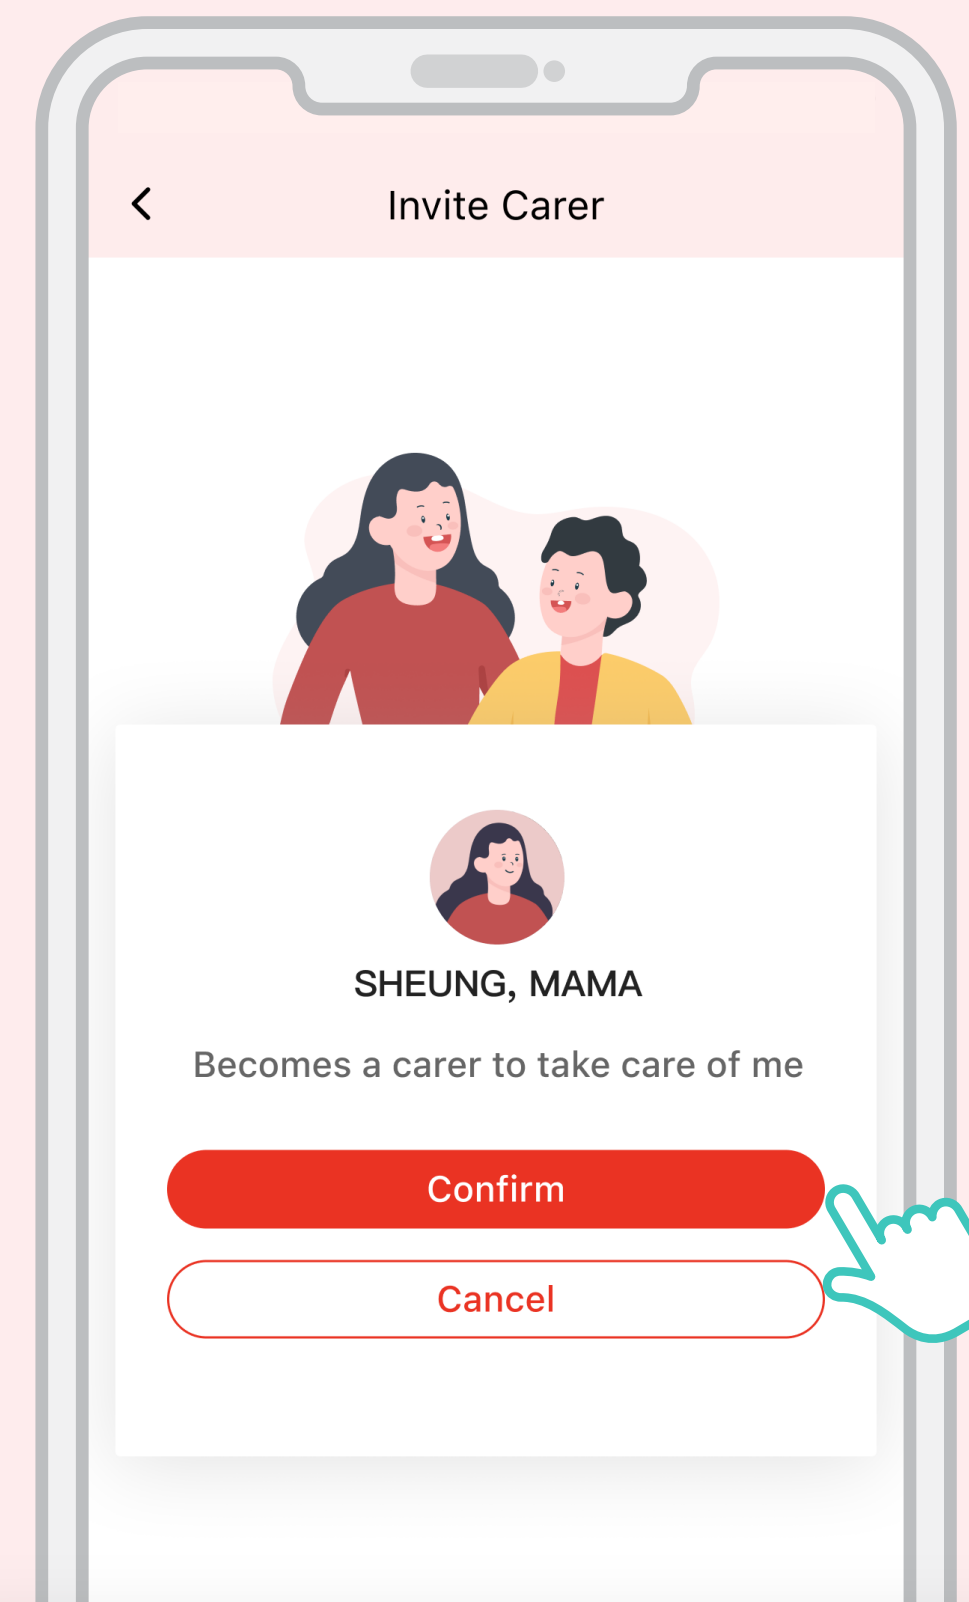 Invite Carer
SHEUNG, MAMA
Becomes a carer to take care of me
Confirm
Cancel